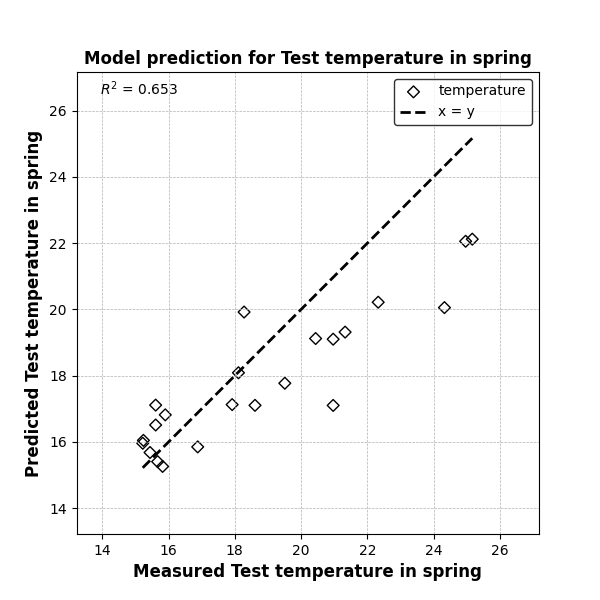 Model prediction for Test temperature in spring
R² = 0.653
temperature
x = y
26
24
22
20
18
16
14
Predicted Test temperature in spring
14 16 18 20 22 24 26
Measured Test temperature in spring